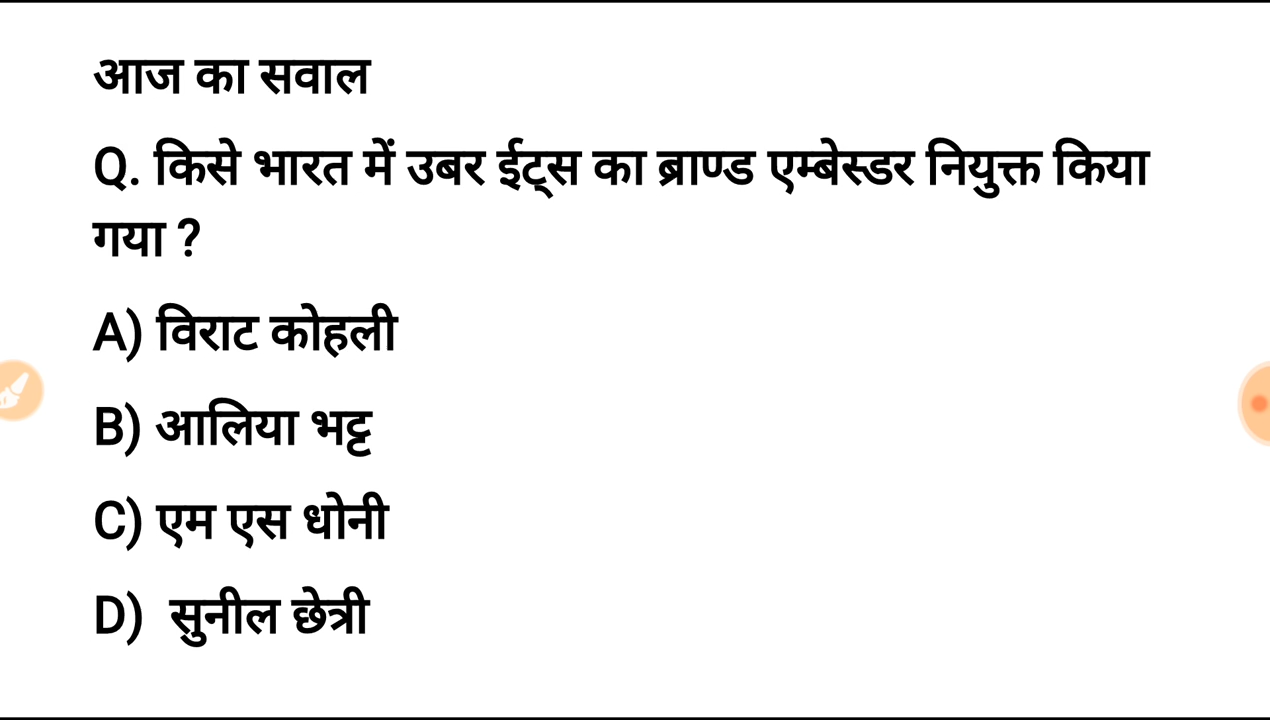 आज का सवाल
Q. किसे भारत में उबर ईट्स का ब्राण्ड एम्बेस्डर नियुक्त किया
गया ?
A) विराट कोहली
B) आलिया भट्ट
C) एम एस धोनी
D) सुनील छेत्री